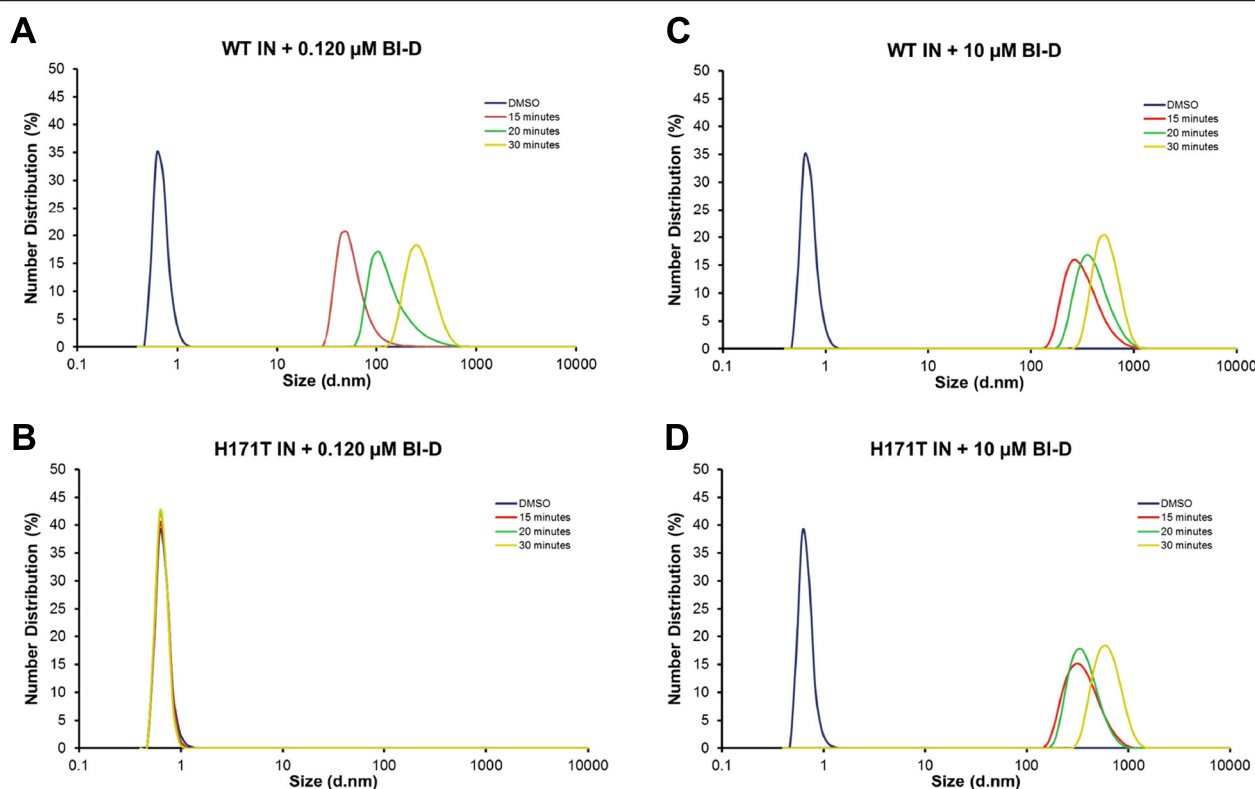 A
WT IN + 0.120 µM BI-D
Number Distribution (%)
50
45
40
35
30
25
20
15
10
5
0
0.1 1 10 100 1000 10000
Size (d.nm)
DMSO
15 minutes
20 minutes
30 minutes
C
WT IN + 10 µM BI-D
Number Distribution (%)
50
45
40
35
30
25
20
15
10
5
0
0.1 1 10 100 1000 10000
Size (d.nm)
DMSO
15 minutes
20 minutes
30 minutes
B
H171T IN + 0.120 µM BI-D
Number Distribution (%)
50
45
40
35
30
25
20
15
10
5
0
0.1 1 10 100 1000 10000
Size (d.nm)
DMSO
15 minutes
20 minutes
30 minutes
D
H171T IN + 10 µM BI-D
Number Distribution (%)
50
45
40
35
30
25
20
15
10
5
0
0.1 1 10 100 1000 10000
Size (d.nm)
DMSO
15 minutes
20 minutes
30 minutes